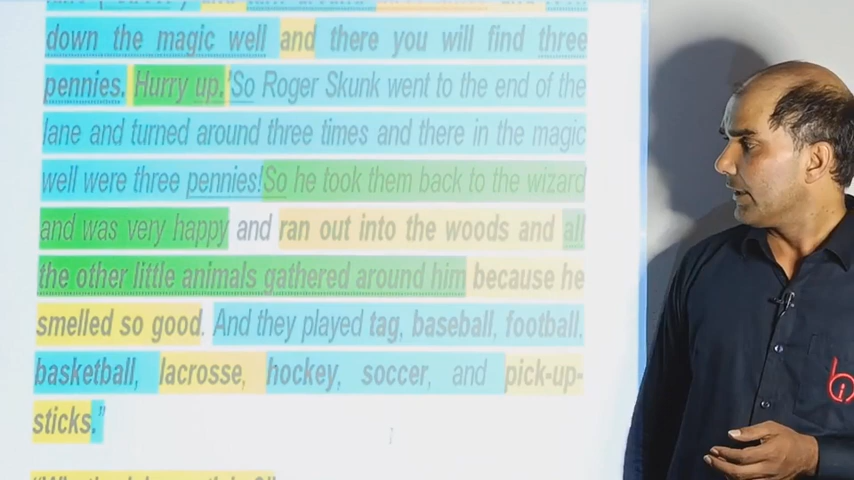 down the magic well and there you will find three
pennies. Hurry up.'So Roger Skunk went to the end of the
lane and turned around three times and there in the magic
well were three pennies!So he took them back to the wizard
and was very happy and ran out into the woods and all
the other little animals gathered around him because he
smelled so good. And they played tag, baseball, football,
basketball, lacrosse, hockey, soccer, and pick-up-
sticks."